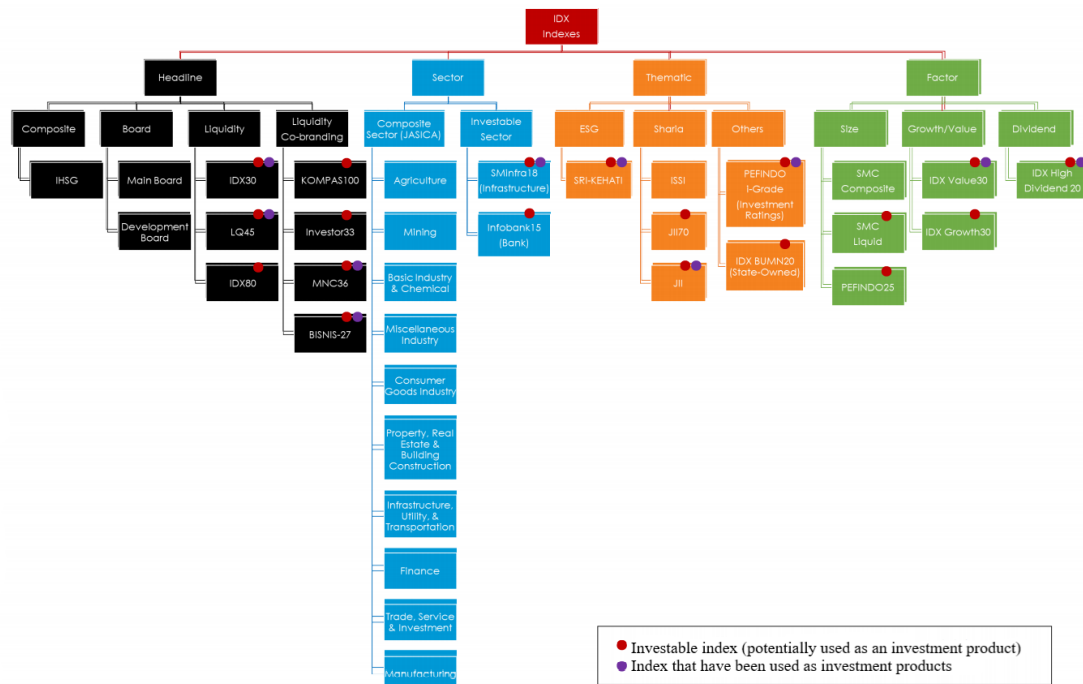 IDX
Indexes
Headline
Sector
Thematic
Factor
Composite
Board
Liquidity
Liquidity
Co-branding
Composite
Sector (JASICA)
Investable
Sector
ESG
Sharia
Others
Size
Growth/Value
Dividend
IHSG
Main Board
Development
Board
IDX30
LQ45
IDX80
KOMPAS100
Investor33
MNC36
BISNIS-27
Agriculture
Mining
Basic Industry
& Chemical
Miscellaneous
Industry
Consumer
Goods Industry
Property, Real
Estate &
Building
Construction
Infrastructure,
Utility, &
Transportation
Finance
Trade, Service
& Investment
Manufacturing
SMinfra18
(Infrastructure)
Infobank15
(Bank)
SRI-KEHATI
ISSI
JII70
JII
PEFINDO
I-Grade
(Investment
Ratings)
IDX BUMN20
(State-Owned)
SMC
Composite
SMC
Liquid
PEFINDO25
IDX Value30
IDX Growth30
IDX High
Dividend 20
Investable index (potentially used as an investment product)
Index that have been used as investment products